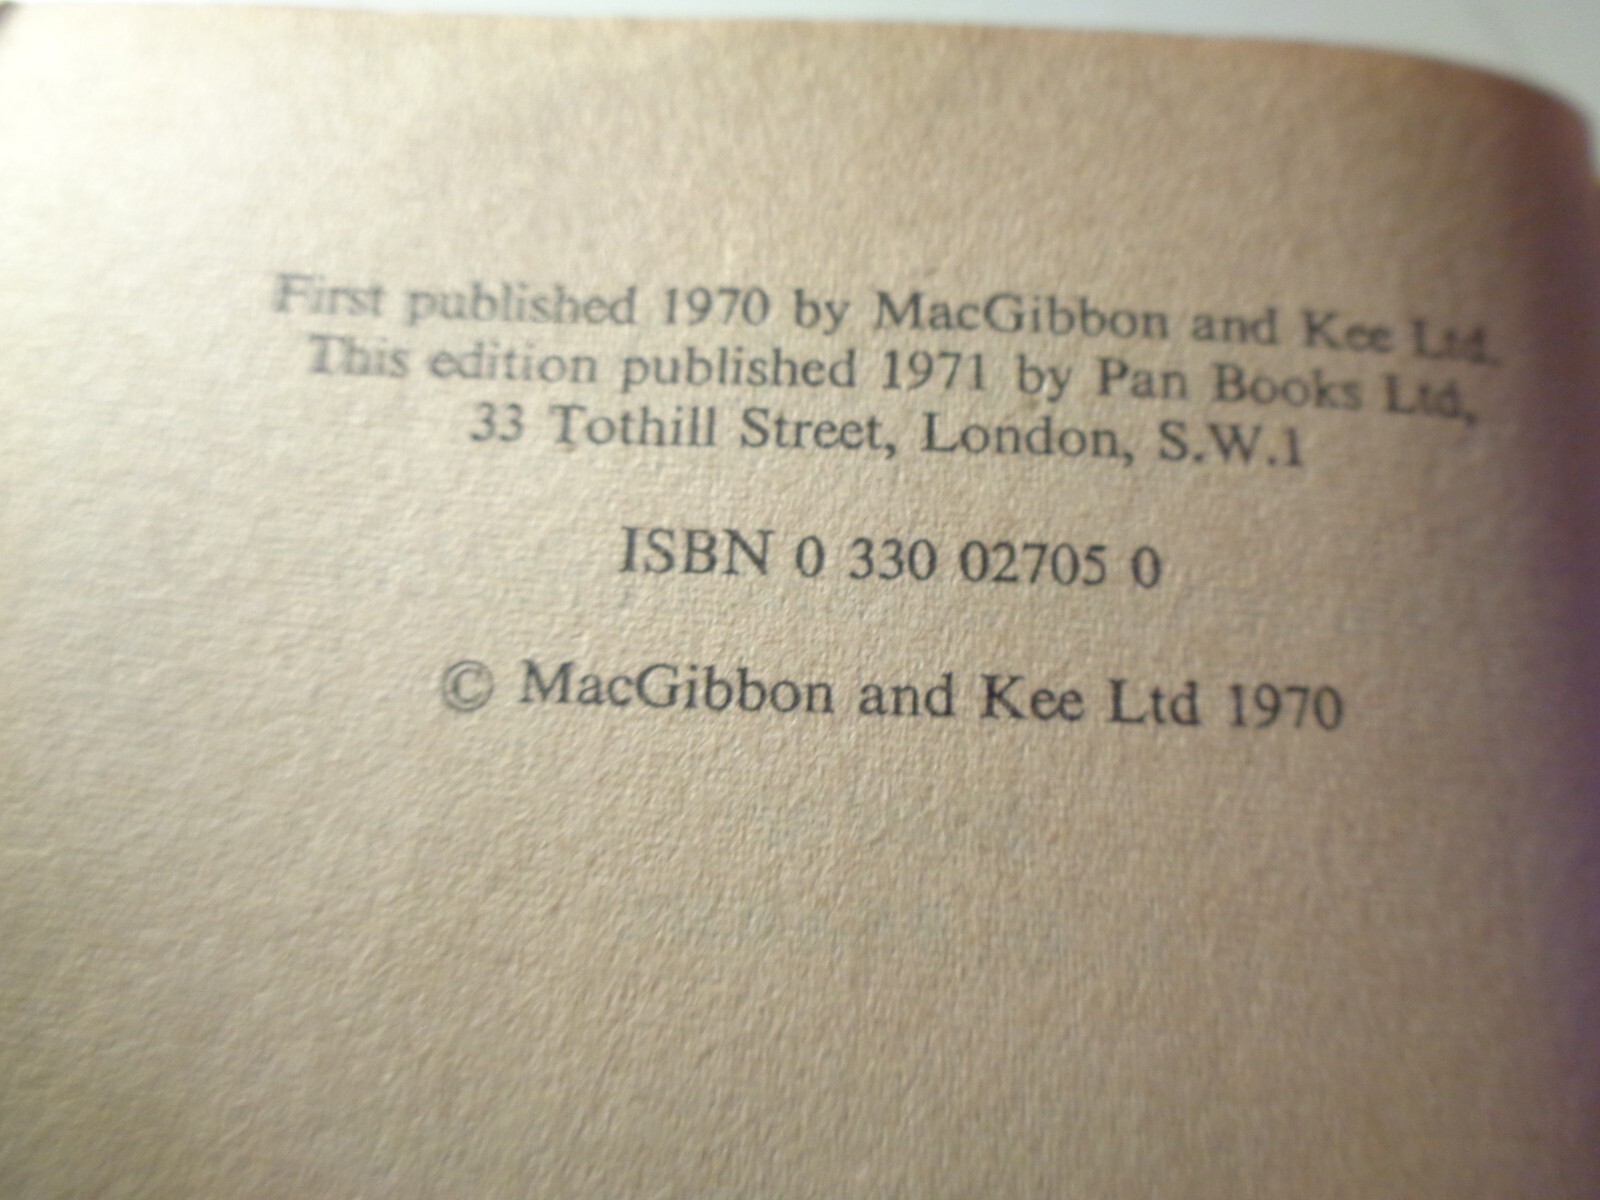 First published 1970 by MacGibbon and Kee Ltd.
This edition published 1971 by Pan Books Ltd,
33 Tothill Street, London, S.W.1
ISBN 0 330 02705 0
© MacGibbon and Kee Ltd 1970